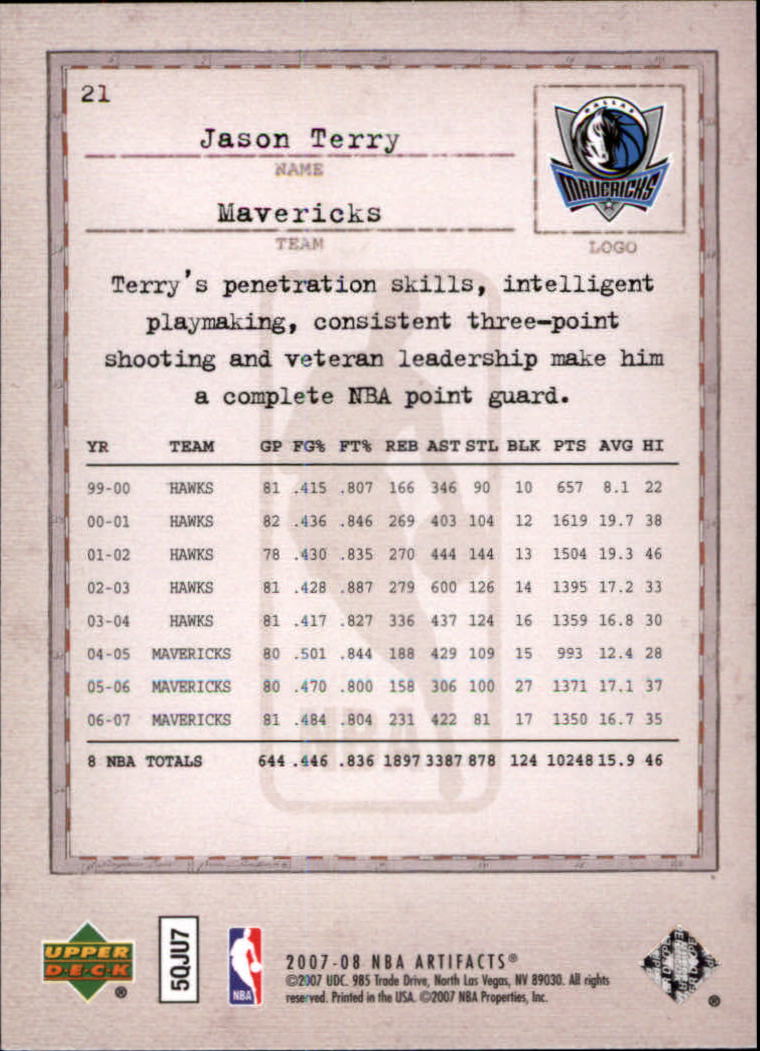 21
Jason Terry
NAME
DALLAS
MAVERICKS
Mavericks
TEAM
LOGO
Terry's penetration skills, intelligent
playmaking, consistent three-point
shooting and veteran leadership make him
a complete NBA point guard.
YR TEAM GP FG% FT% REB AST STL BLK PTS AVG HI
99-00 HAWKS 81 .415 .807 166 346 90 10 657 8.1 22
00-01 HAWKS 82 .436 .846 269 403 104 12 1619 19.7 38
01-02 HAWKS 78 .430 .835 270 444 144 13 1504 19.3 46
02-03 HAWKS 81 .428 .887 279 600 126 14 1395 17.2 33
03-04 HAWKS 81 .417 .827 336 437 124 16 1359 16.8 30
04-05 MAVERICKS 80 .501 .844 188 429 109 15 993 12.4 28
05-06 MAVERICKS 80 .470 .800 158 306 100 27 1371 17.1 37
06-07 MAVERICKS 81 .484 .804 231 422 81 17 1350 16.7 35
8 NBA TOTALS 644 .446 .836 1897 3387 878 124 10248 15.9 46
NBA
UPPER
DECK
®
5QJU7
NBA
2007-08 NBA ARTIFACTS®
©2007 UDC. 985 Trade Drive, North Las Vegas, NV 89030. All rights
reserved. Printed in the USA. ©2007 NBA Properties, Inc.
®